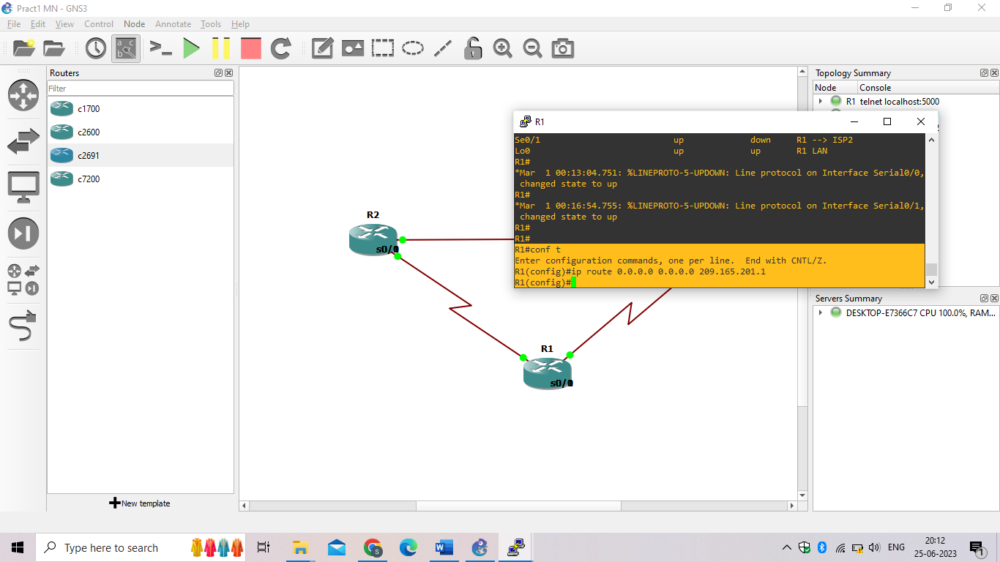 Pract1 MN - GNS3
File Edit View Control Node Annotate Tools Help
Routers
Filter
c1700
c2600
c2691
c7200
New template
R2
s0/
R1
s0/
Topology Summary
Node Console
R1 telnet localhost:5000
R1
Se0/1 up down R1 --> ISP2
Lo0 up up R1 LAN
R1#
*Mar 1 00:13:04.751: %LINEPROTO-5-UPDOWN: Line protocol on Interface Serial0/0,
changed state to up
R1#
*Mar 1 00:16:54.755: %LINEPROTO-5-UPDOWN: Line protocol on Interface Serial0/1,
changed state to up
R1#
R1#
R1#conf t
Enter configuration commands, one per line. End with CNTL/Z.
R1(config)#ip route 0.0.0.0 0.0.0.0 209.165.201.1
R1(config)#
Servers Summary
DESKTOP-E7366C7 CPU 100.0%, RAM...
Type here to search
ENG
20:12
25-06-2023
1